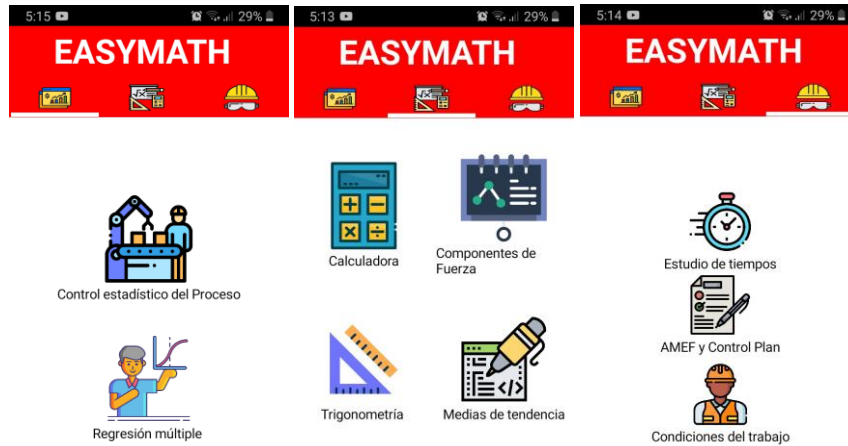 5:15
29%
EASYMATH
Control estadístico del Proceso
Regresión múltiple
5:13
29%
EASYMATH
Calculadora
Componentes de
Fuerza
Trigonometría
Medias de tendencia
5:14
29%
EASYMATH
Estudio de tiempos
AMEF y Control Plan
Condiciones del trabajo